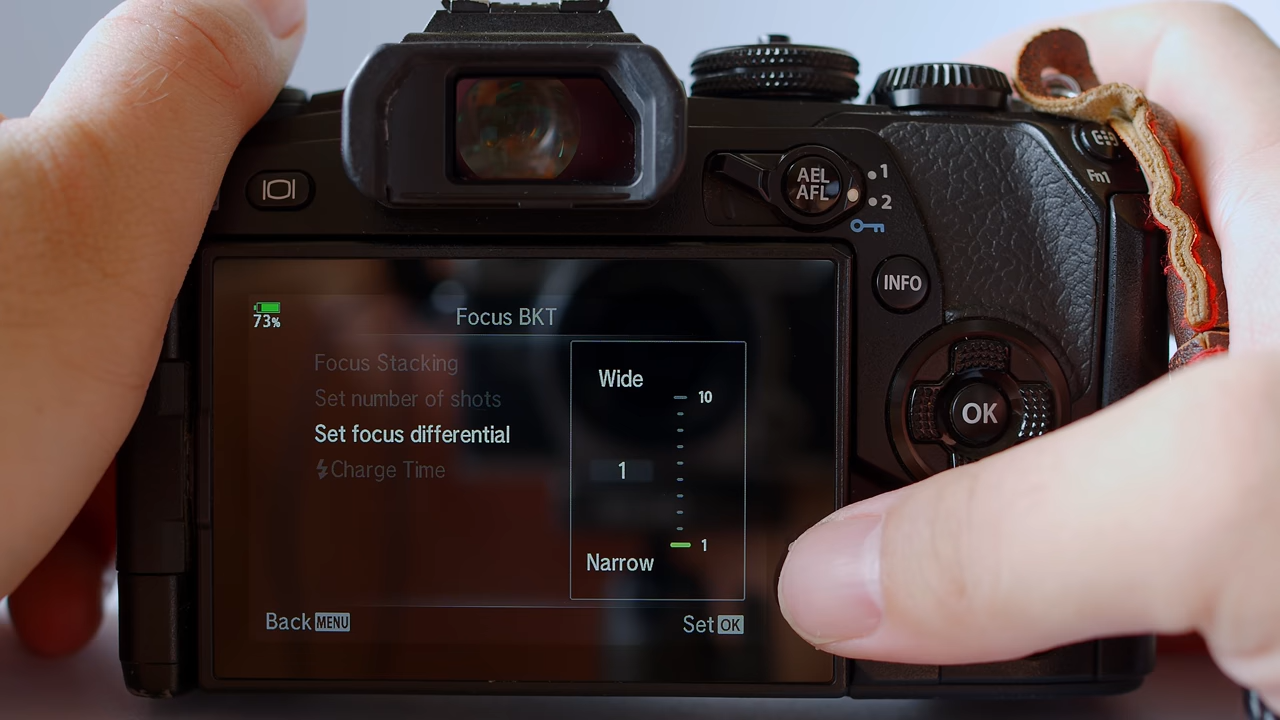 AEL
AFL
1
2
Fn1
INFO
OK
73%
Focus BKT
Focus Stacking
Set number of shots
Set focus differential
Charge Time
Wide
10
1
1
Narrow
Back MENU
Set OK